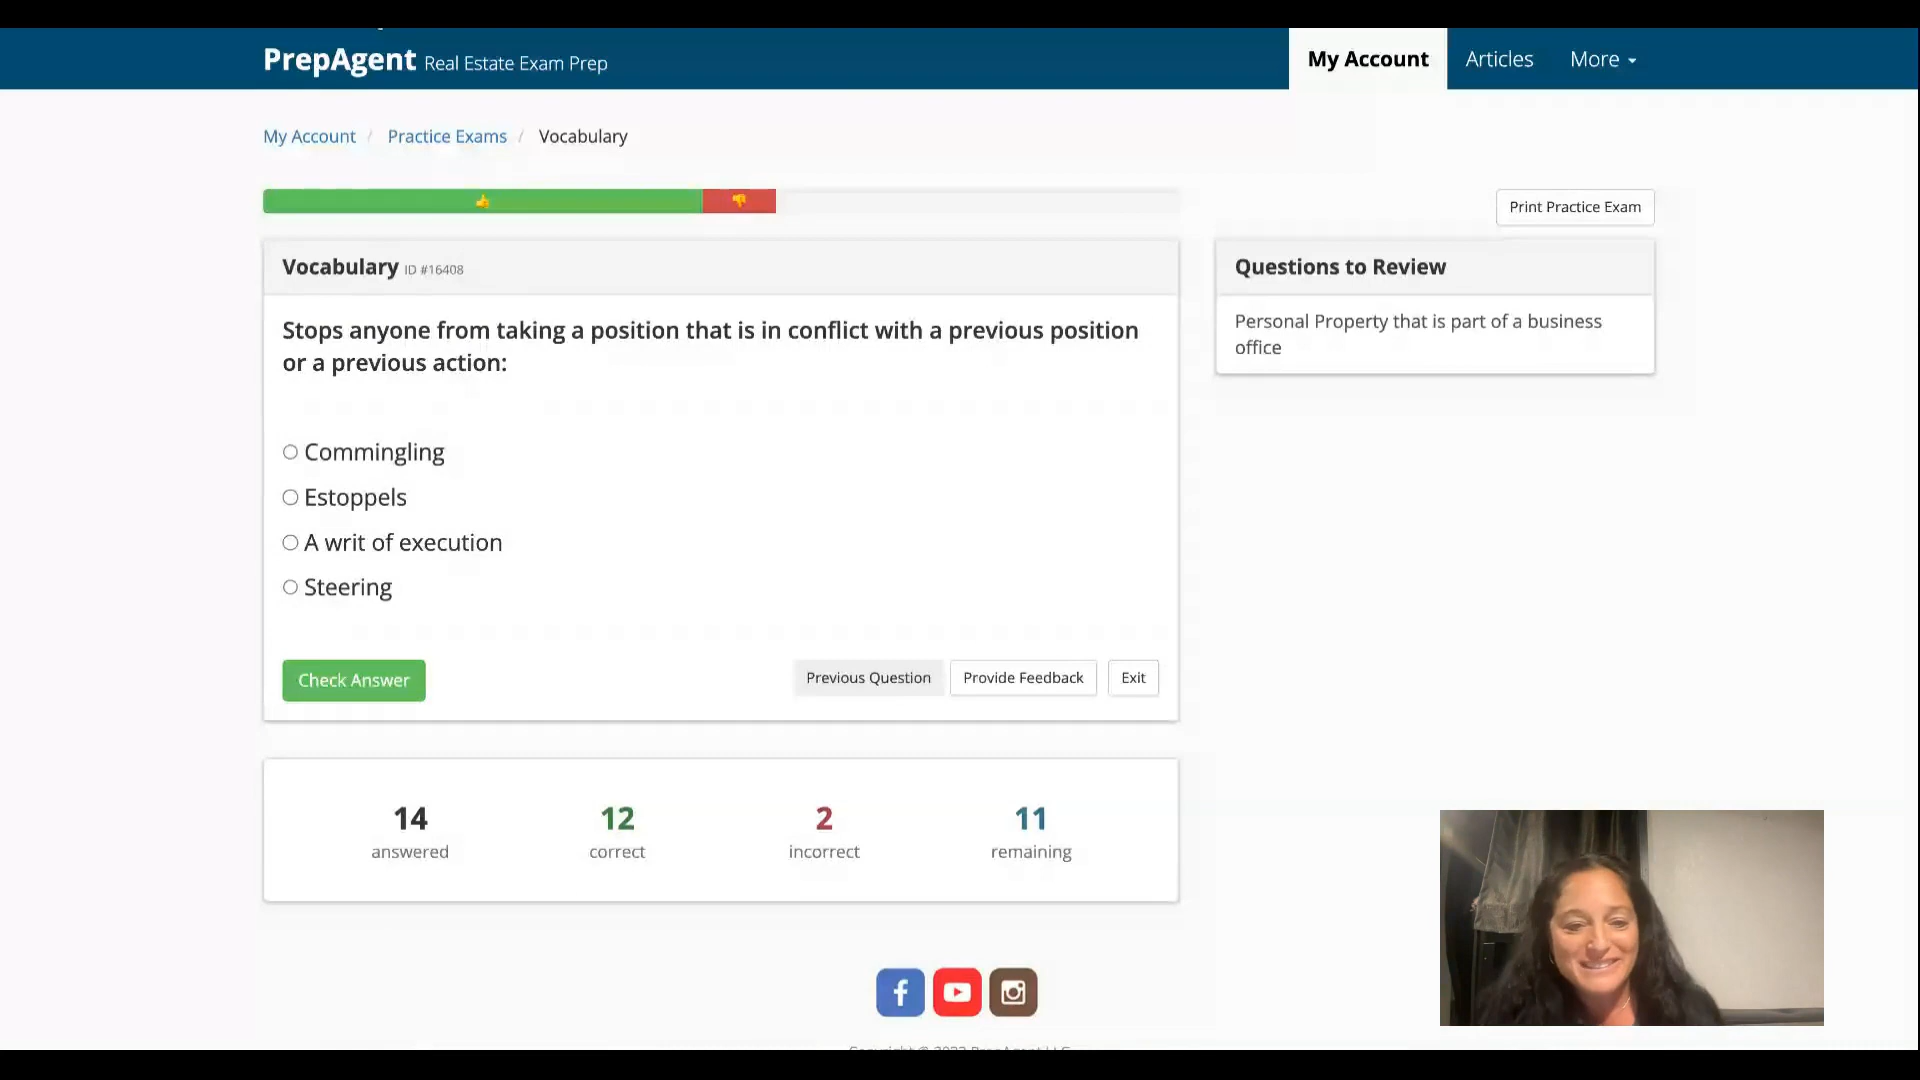 PrepAgent Real Estate Exam Prep
My Account
Articles
More
My Account / Practice Exams / Vocabulary
Print Practice Exam
Vocabulary ID #16408
Stops anyone from taking a position that is in conflict with a previous position
or a previous action:
Commingling
Estoppels
A writ of execution
Steering
Check Answer
Previous Question
Provide Feedback
Exit
Questions to Review
Personal Property that is part of a business
office
14
answered
12
correct
2
incorrect
11
remaining